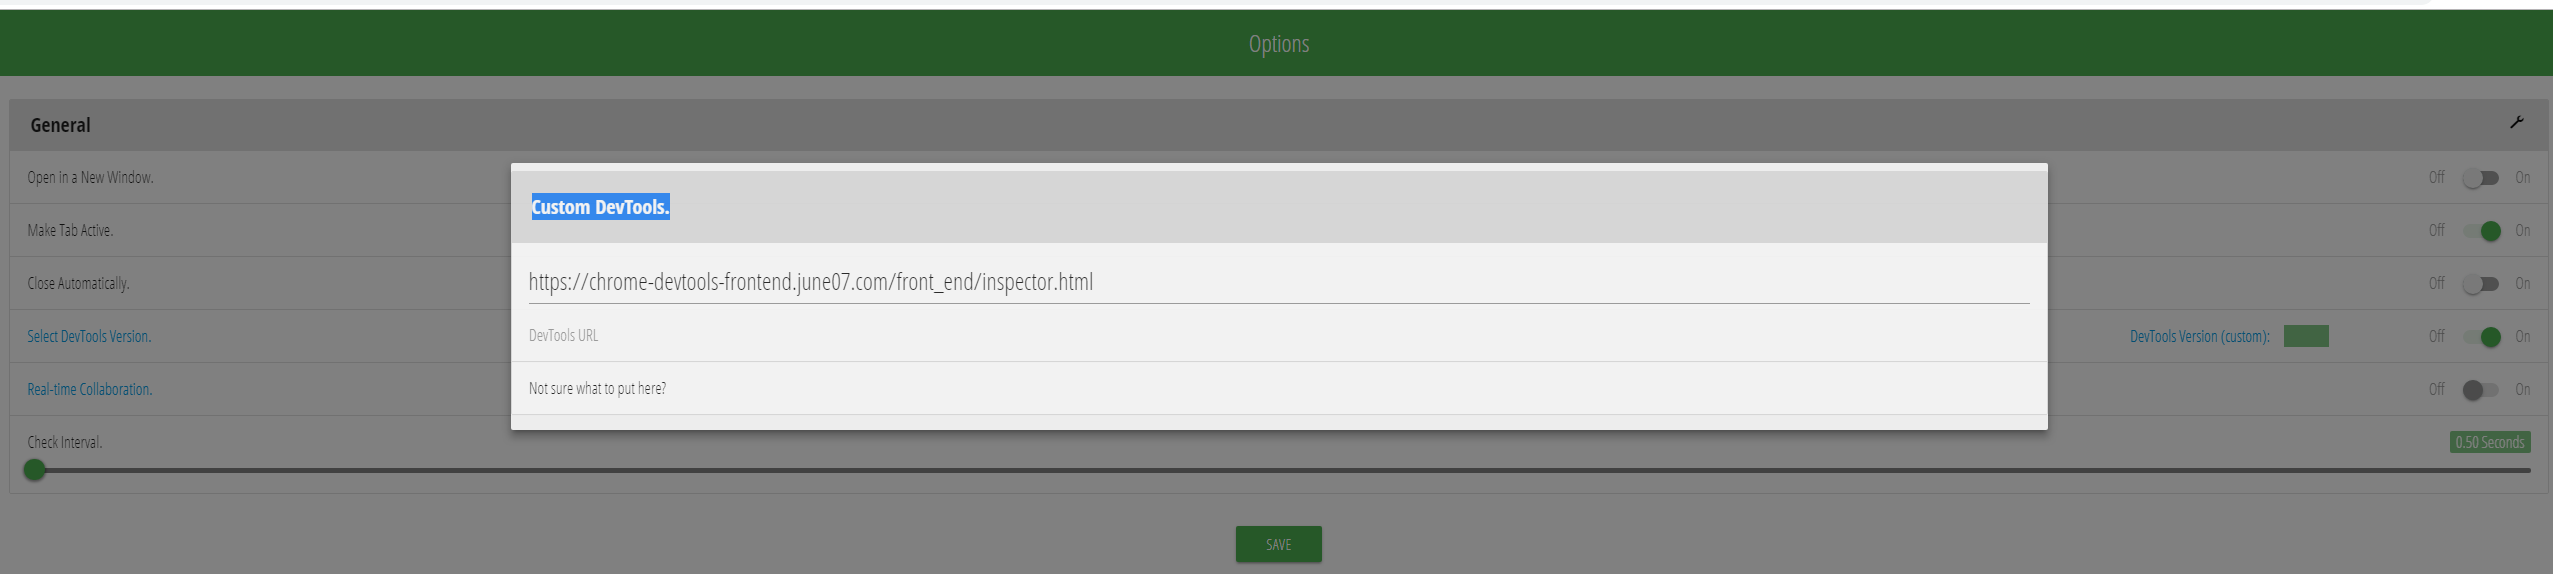 Options
General
Open in a New Window.
Off On
Make Tab Active.
Off On
Close Automatically.
Off On
Select DevTools Version.
DevTools Version (custom):
Off On
Real-time Collaboration.
Off On
Check Interval.
0.50 Seconds
Custom DevTools.
https://chrome-devtools-frontend.june07.com/front_end/inspector.html
DevTools URL
Not sure what to put here?
SAVE